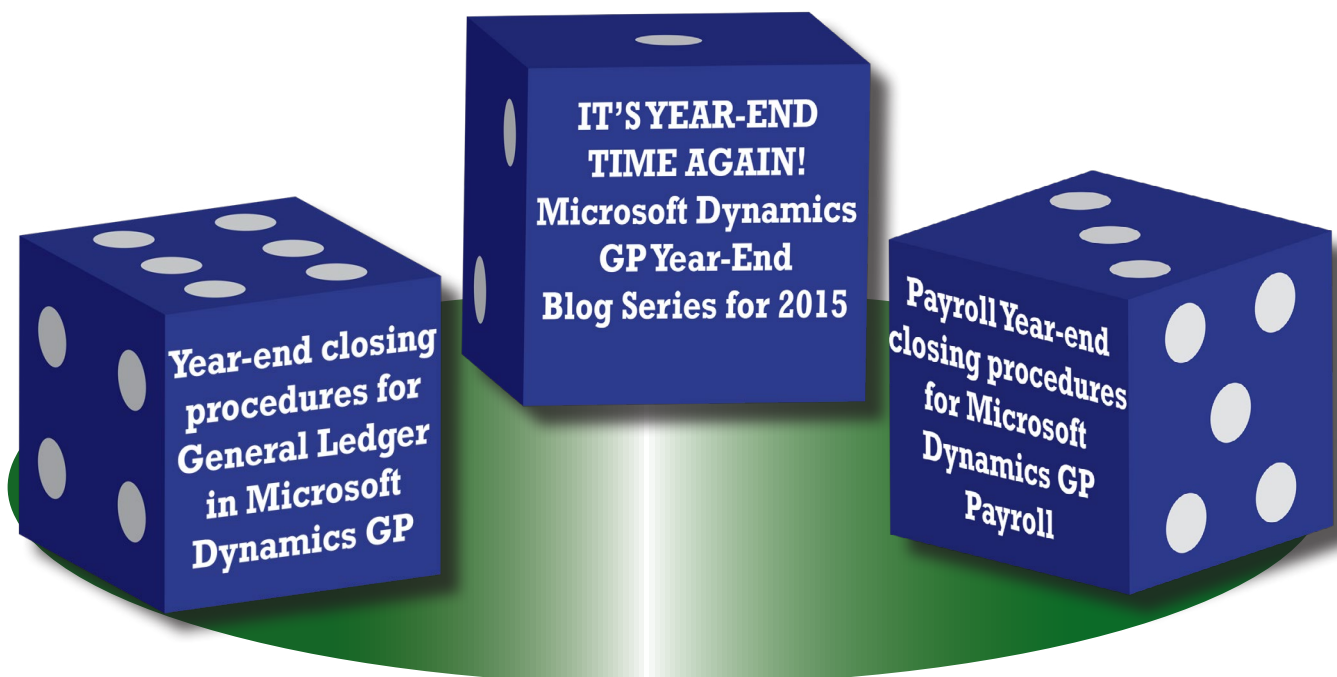 Year-end closing
procedures for
General Ledger
in Microsoft
Dynamics GP
IT'S YEAR-END
TIME AGAIN!
Microsoft Dynamics
GP Year-End
Blog Series for 2015
Payroll Year-end
closing procedures
for Microsoft
Dynamics GP
Payroll